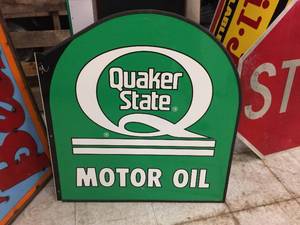 Quaker
State®
®
MOTOR OIL
ST